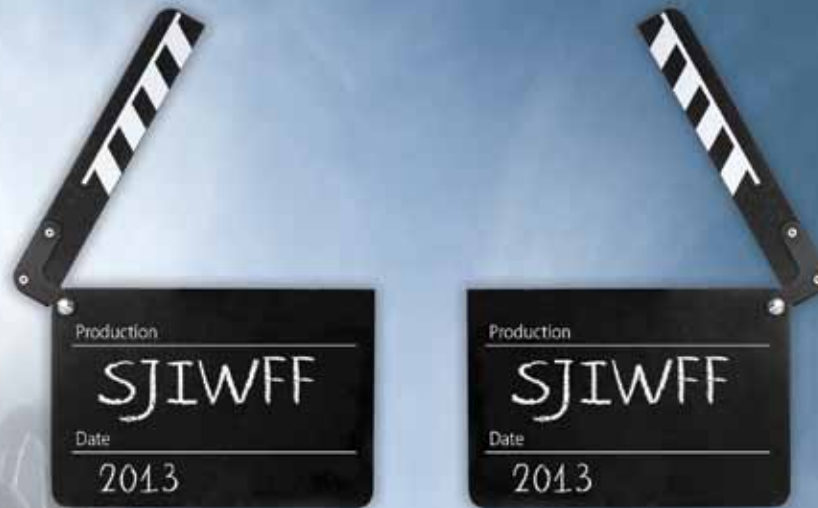 Production
SJIWFF
Date
2013
Production
SJIWFF
Date
2013